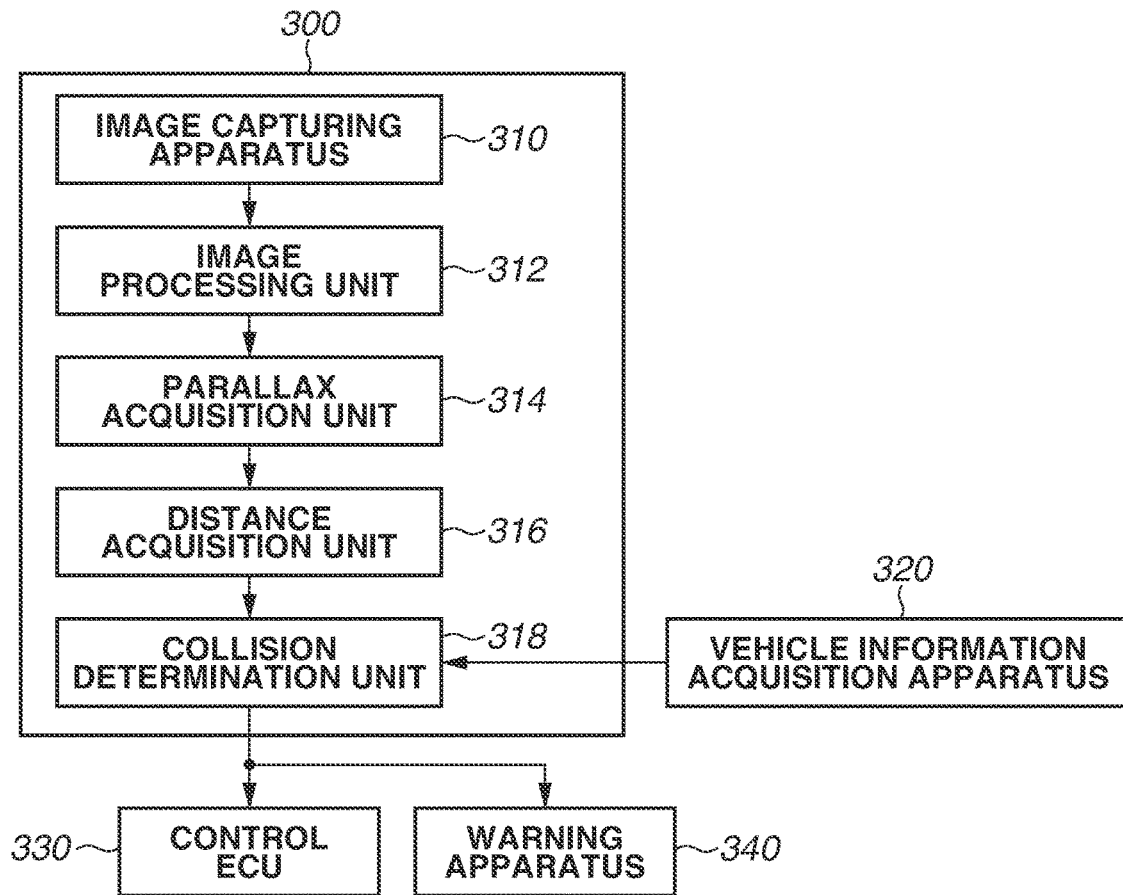 300
IMAGE CAPTURING
APPARATUS
310
IMAGE
PROCESSING UNIT
312
PARALLAX
ACQUISITION UNIT
314
DISTANCE
ACQUISITION UNIT
316
COLLISION
DETERMINATION UNIT
318
320
VEHICLE INFORMATION
ACQUISITION APPARATUS
330
CONTROL
ECU
WARNING
APPARATUS
340